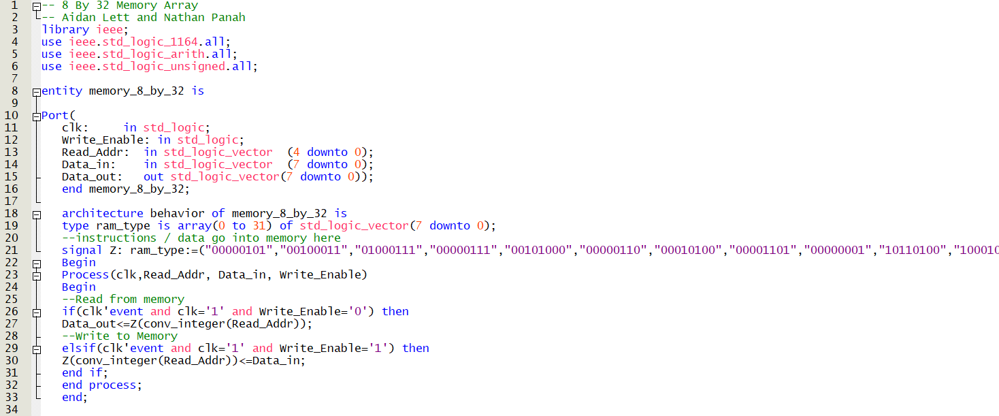 1 -- 8 By 32 Memory Array
2 -- Aidan Lett and Nathan Panah
3 library ieee;
4 use ieee.std_logic_1164.all;
5 use ieee.std_logic_arith.all;
6 use ieee.std_logic_unsigned.all;
7
8 entity memory_8_by_32 is
9
10 Port(
11 clk: in std_logic;
12 Write_Enable: in std_logic;
13 Read_Addr: in std_logic_vector (4 downto 0);
14 Data_in: in std_logic_vector (7 downto 0);
15 Data_out: out std_logic_vector(7 downto 0));
16 end memory_8_by_32;
17
18 architecture behavior of memory_8_by_32 is
19 type ram_type is array(0 to 31) of std_logic_vector(7 downto 0);
20 --instructions / data go into memory here
21 signal Z: ram_type:=("00000101","00100011","01000111","00000111","00101000","00000110","00010100","00001101","00000001","10110100","100010
22 Begin
23 Process(clk,Read_Addr, Data_in, Write_Enable)
24 Begin
25 --Read from memory
26 if(clk'event and clk='1' and Write_Enable='0') then
27 Data_out<=Z(conv_integer(Read_Addr));
28 --Write to Memory
29 elsif(clk'event and clk='1' and Write_Enable='1') then
30 Z(conv_integer(Read_Addr))<=Data_in;
31 end if;
32 end process;
33 end;
34